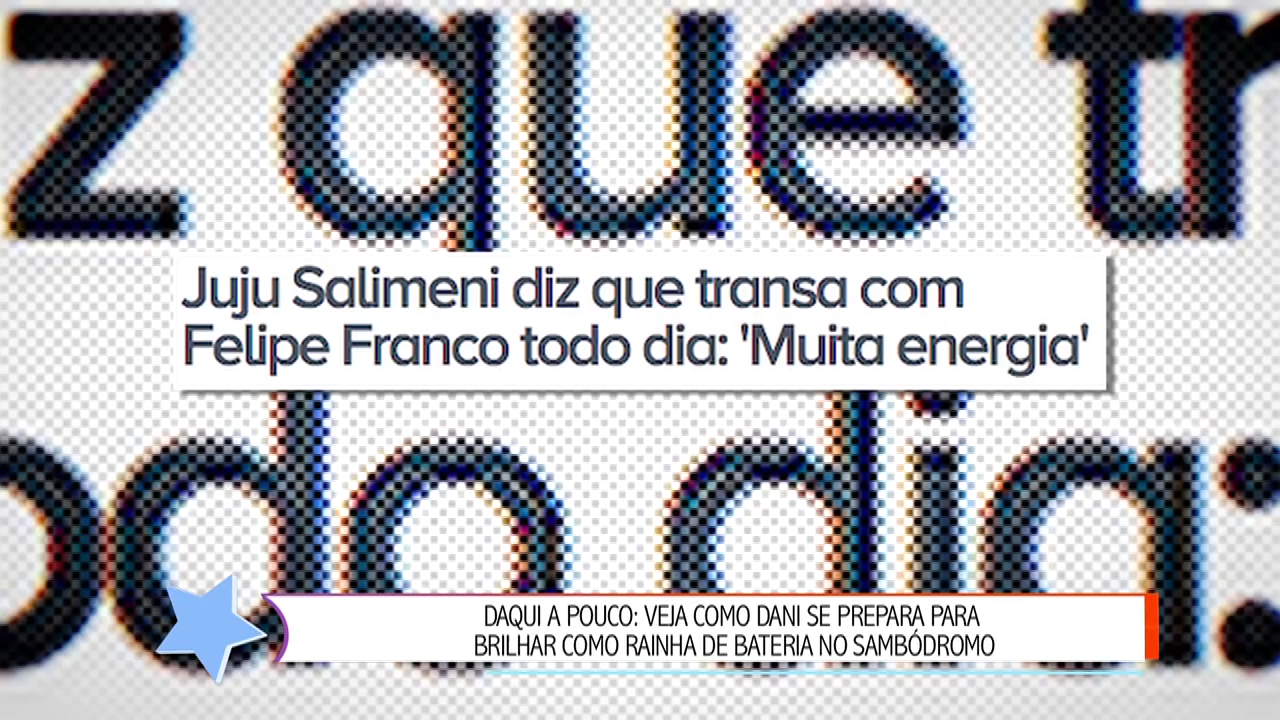 z que tr
Juju Salimeni diz que transa com
Felipe Franco todo dia: 'Muita energia'
odo dia:
DAQUI A POUCO: VEJA COMO DANI SE PREPARA PARA
BRILHAR COMO RAINHA DE BATERIA NO SAMBÓDROMO